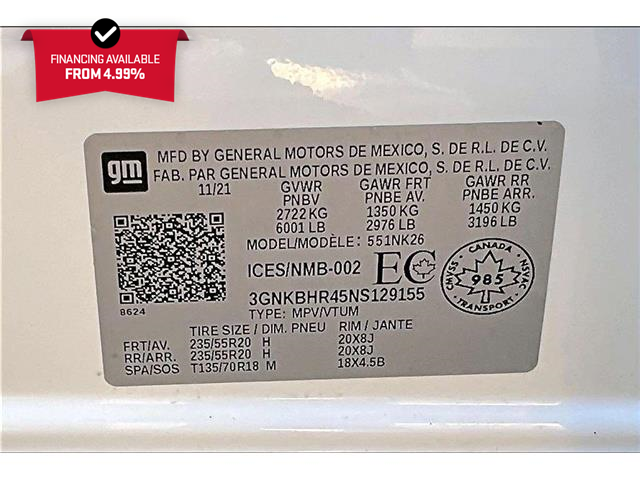 FINANCING AVAILABLE
FROM 4.99%
gm
MFD BY GENERAL MOTORS DE MEXICO, S. DE R.L. DE C.V.
FAB. PAR GENERAL MOTORS DE MEXICO, S. DE R.L. DE C.V.
11/21 GVWR GAWR FRT GAWR RR
PNBV PNBE AV. PNBE ARR.
2722 KG 1350 KG 1450 KG
6001 LB 2976 LB 3196 LB
MODEL/MODÈLE: 551NK26
ICES/NMB-002 EC
CANADA
CMVSS 985 NSVAC
TRANSPORT
3GNKBHR45NS129155
8624
TYPE: MPV/VTUM
TIRE SIZE / DIM. PNEU RIM / JANTE
FRT/AV. 235/55R20 H 20X8J
RR/ARR. 235/55R20 H 20X8J
SPA/SOS T135/70R18 M 18X4.5B